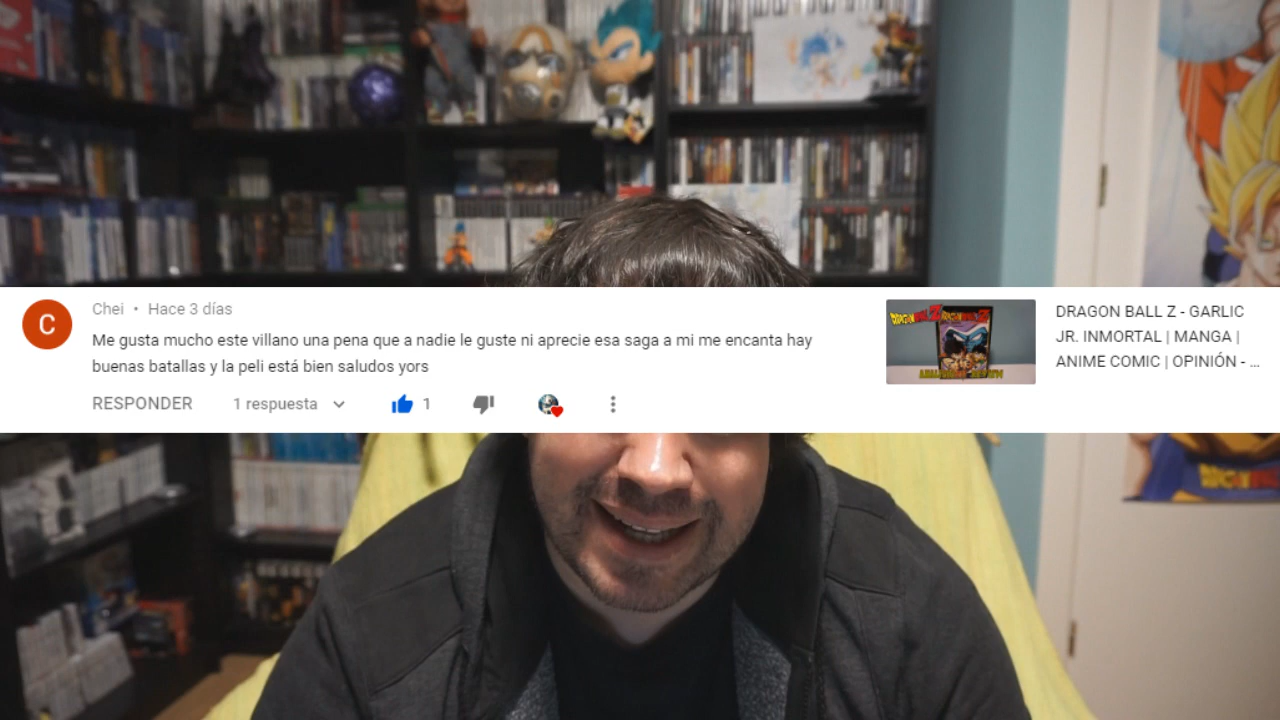 C
Chei • Hace 3 días
Me gusta mucho este villano una pena que a nadie le guste ni aprecie esa saga a mi me encanta hay
buenas batallas y la peli está bien saludos yors
RESPONDER 1 respuesta 1
DRAGON BALL Z
DRAGON BALL Z - GARLIC
JR. INMORTAL | MANGA |
ANIME COMIC | OPINIÓN - ...